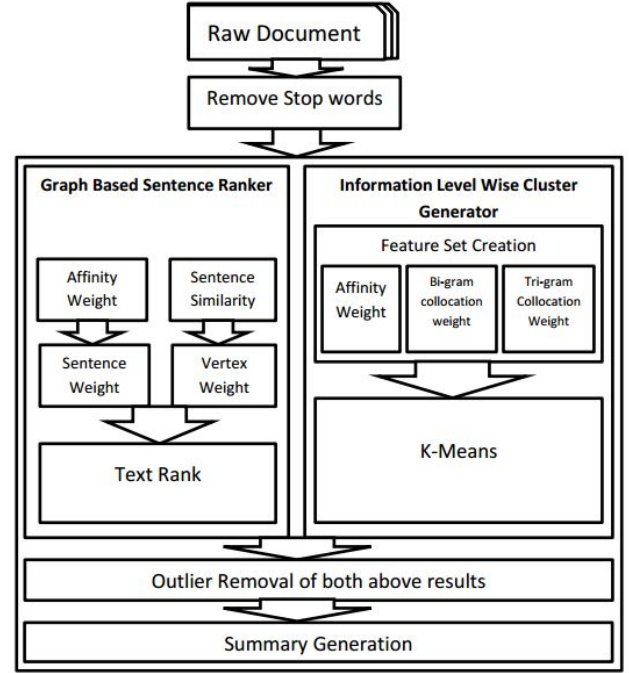 Raw Document
Remove Stop words
Graph Based Sentence Ranker
Affinity
Weight
Sentence
Similarity
Sentence
Weight
Vertex
Weight
Text Rank
Information Level Wise Cluster
Generator
Feature Set Creation
Affinity
Weight
Bi-gram
collocation
weight
Tri-gram
Collocation
Weight
K-Means
Outlier Removal of both above results
Summary Generation